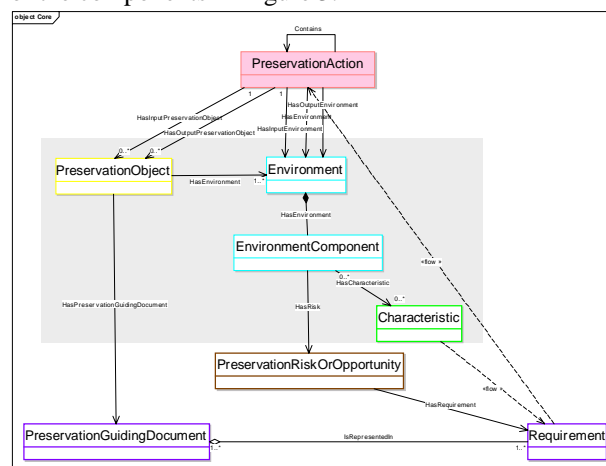 object Core
Contains
PreservationAction
1
1
HasInputPreservationObject
HasOutputPreservationObject
HasOutputEnvironment
HasEnvironment
HasInputEnvironment
0..*
0..*
PreservationObject
HasEnvironment
1..*
Environment
HasEnvironment
EnvironmentComponent
0..*
HasCharacteristic
0..*
«flow »
HasPreservationGuidingDocument
HasRisk
Characteristic
PreservationRiskOrOpportunity
«flow »
HasRequirement
PreservationGuidingDocument
1..*
IsRepresentedIn
1..*
Requirement